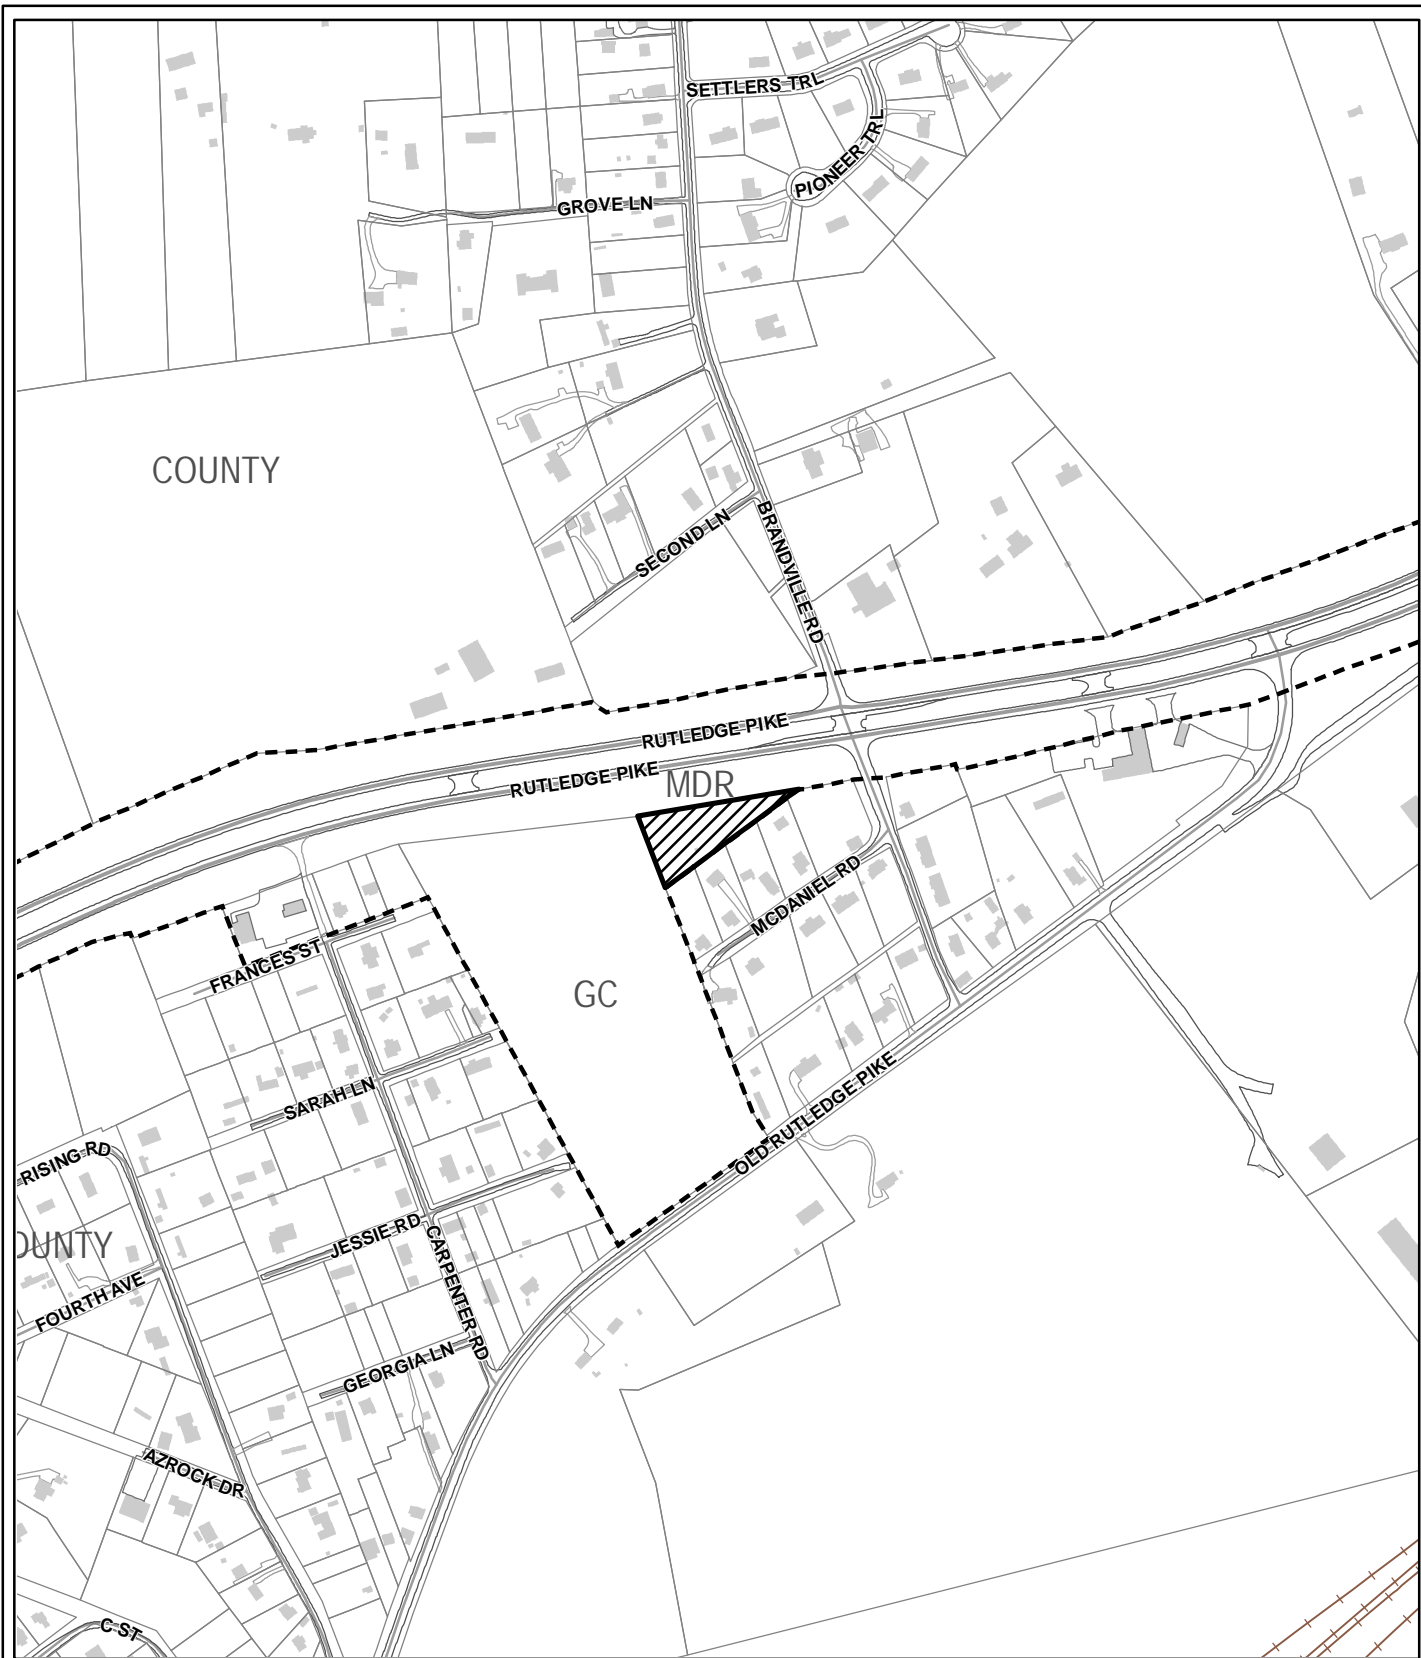 SETTLERS TRL
PIONEER TRL
GROVE LN
COUNTY
SECOND LN
BRANDVILLE RD
RUTLEDGE PIKE
RUTLEDGE PIKE
MDR
MCDANIEL RD
FRANCES ST
GC
OLD RUTLEDGE PIKE
SARAH LN
RISING RD
JESSIE RD
CARPENTER RD
OUNTY
FOURTH AVE
GEORGIA LN
AZROCK DR
C ST